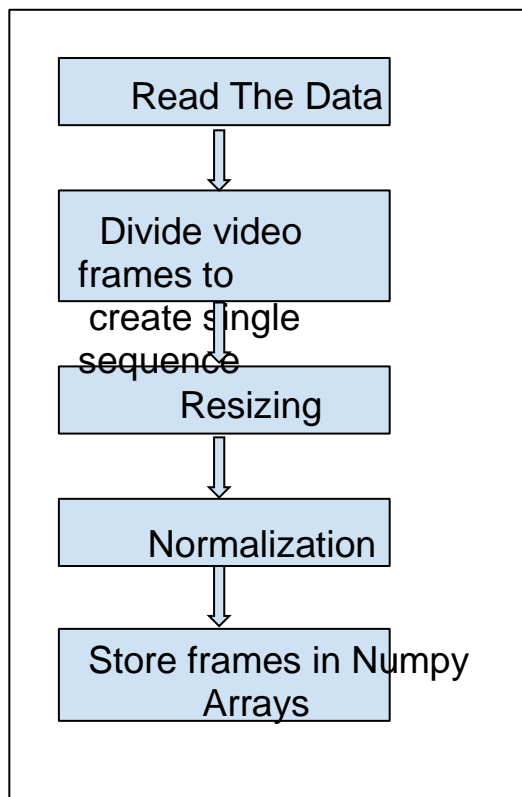 Read The Data
Divide video
frames to
create single
sequence
Resizing
Normalization
Store frames in Numpy
Arrays